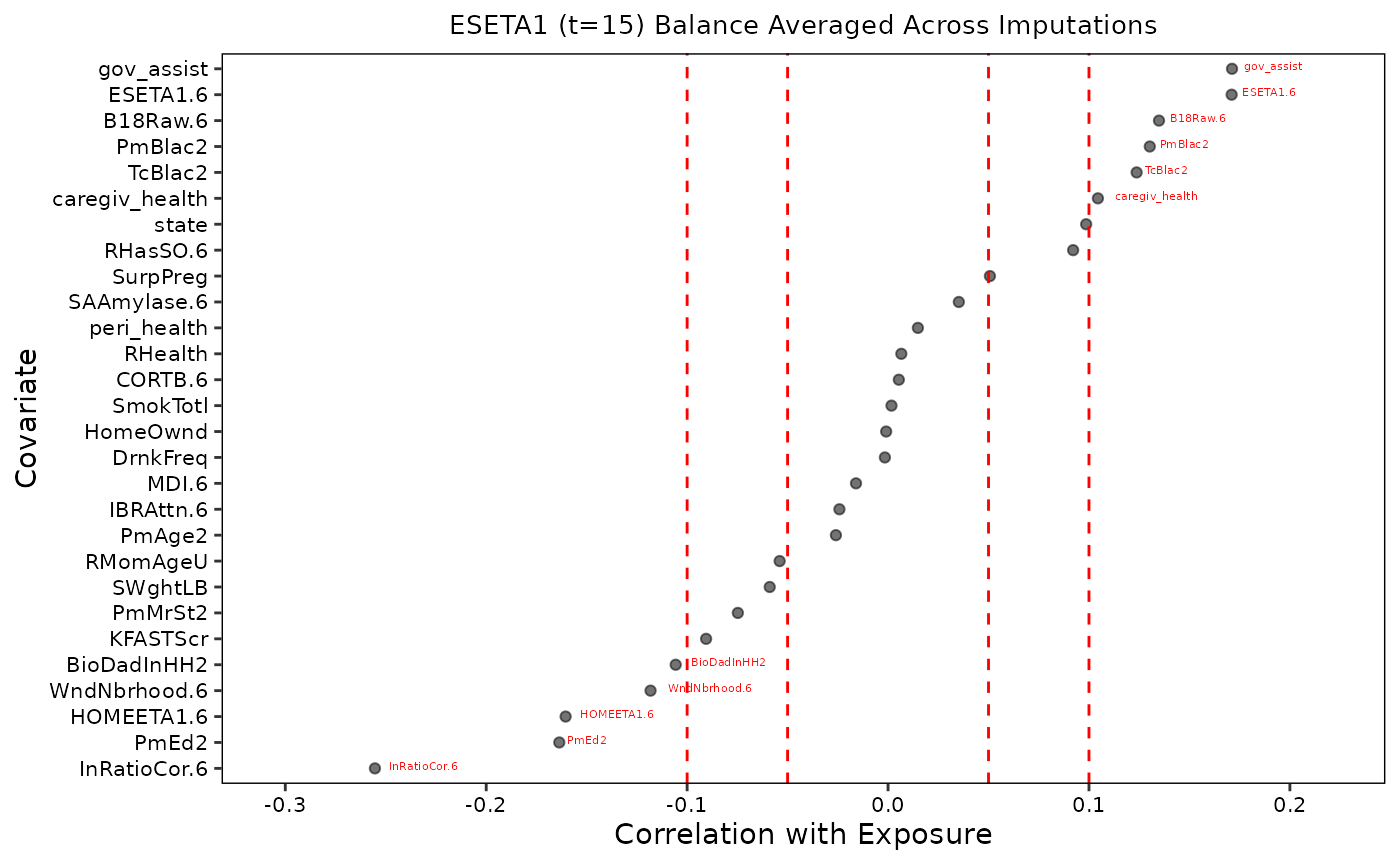 ESETA1 (t=15) Balance Averaged Across Imputations
Covariate
gov_assist
gov_assist
ESETA1.6
ESETA1.6
B18Raw.6
B18Raw.6
PmBlac2
PmBlac2
TcBlac2
TcBlac2
caregiv_health
caregiv_health
state
RHasSO.6
SurpPreg
SAAmylase.6
peri_health
RHealth
CORTB.6
SmokTotl
HomeOwnd
DrnkFreq
MDI.6
IBRAttn.6
PmAge2
RMomAgeU
SWghtLB
PmMrSt2
KFASTScr
BioDadInHH2
BioDadInHH2
WndNbrhood.6
WndNbrhood.6
HOMEETA1.6
HOMEETA1.6
PmEd2
PmEd2
InRatioCor.6
InRatioCor.6
-0.3 -0.2 -0.1 0.0 0.1 0.2
Correlation with Exposure